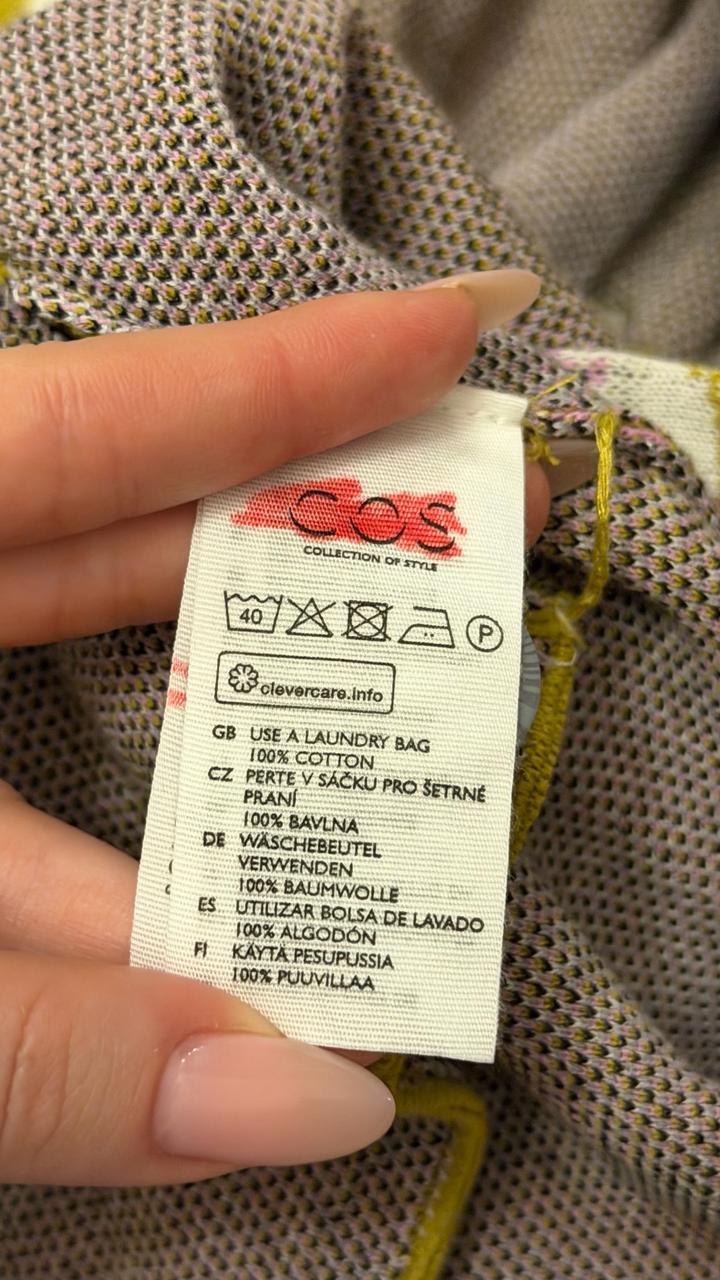 COS
COLLECTION OF STYLE
40
P
clevercare.info
GB USE A LAUNDRY BAG
100% COTTON
CZ PERTE V SÁČKU PRO ŠETRNÉ
PRANÍ
100% BAVLNA
DE WÄSCHEBEUTEL
VERWENDEN
100% BAUMWOLLE
ES UTILIZAR BOLSA DE LAVADO
100% ALGODÓN
FI KÄYTÄ PESUPUSSIA
100% PUUVILLAA